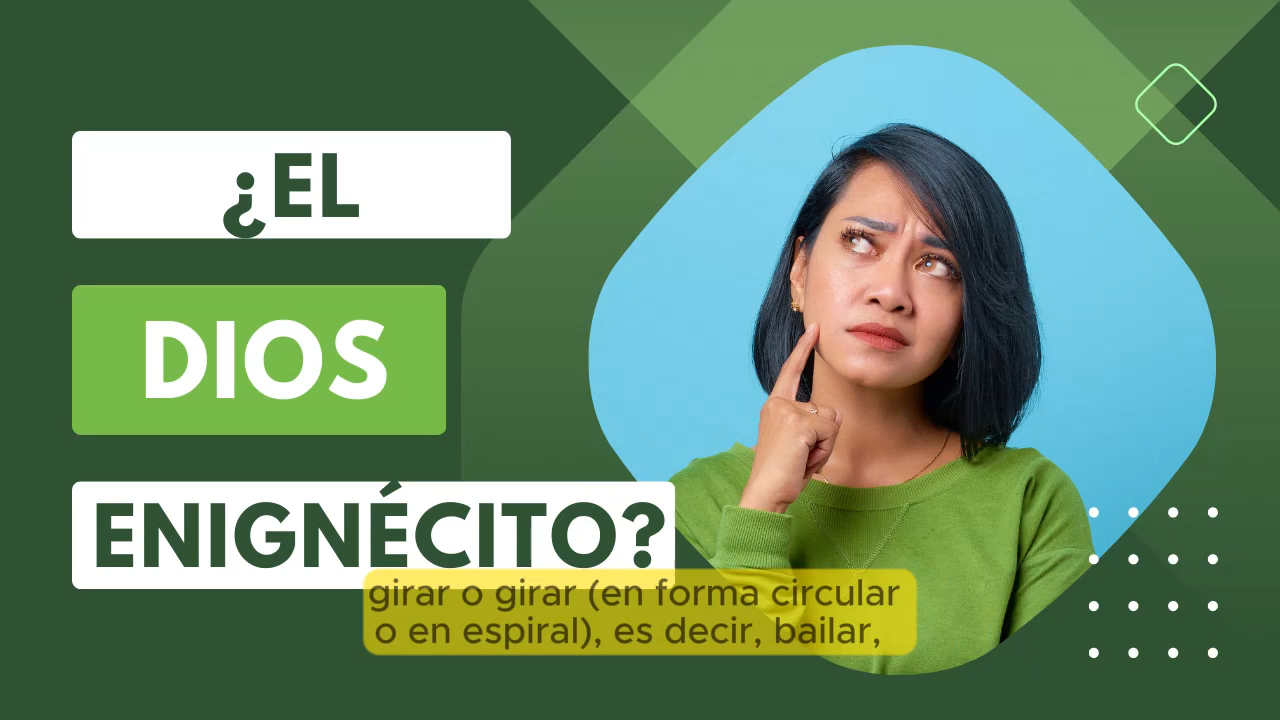 ¿EL
DIOS
ENIGNÉCITO?
girar o girar (en forma circular
o en espiral), es decir, bailar,